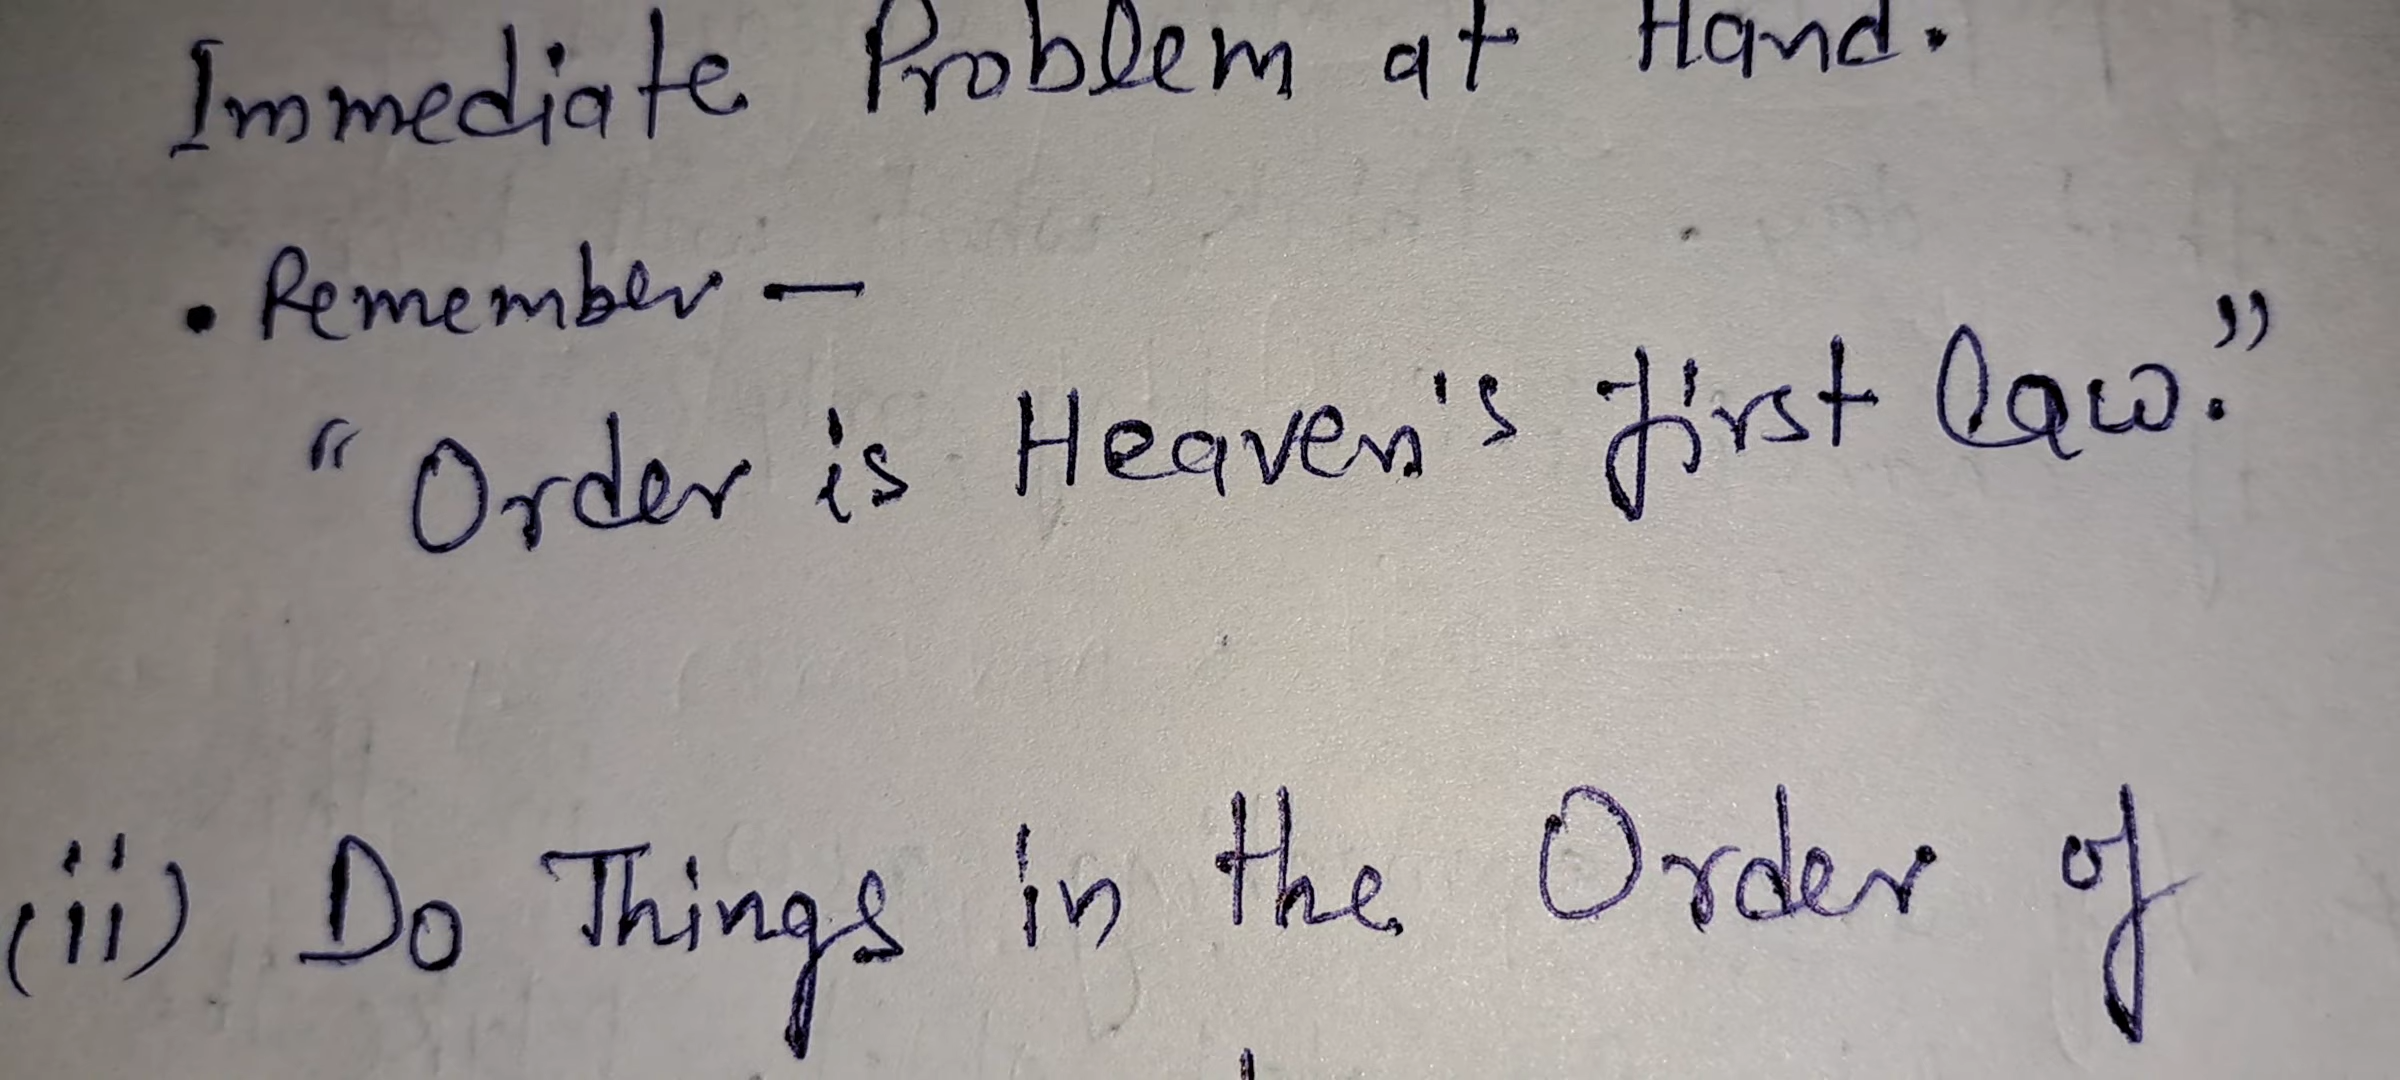 Immediate Problem at Hand.
• Remember —
“Order is Heaven's first law.”
(ii) Do Things in the Order of